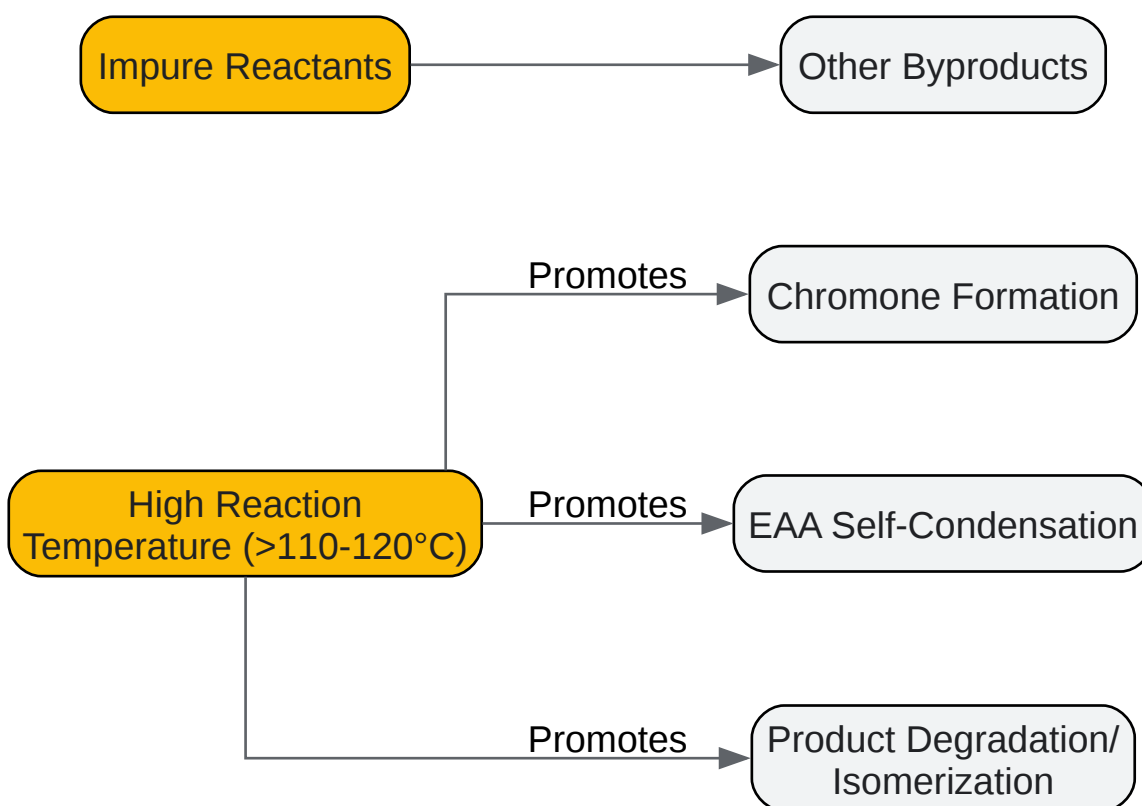 Impure Reactants
Other Byproducts
Promotes
Chromone Formation
High Reaction
Temperature (>110-120°C)
Promotes
EAA Self-Condensation
Promotes
Product Degradation/
Isomerization